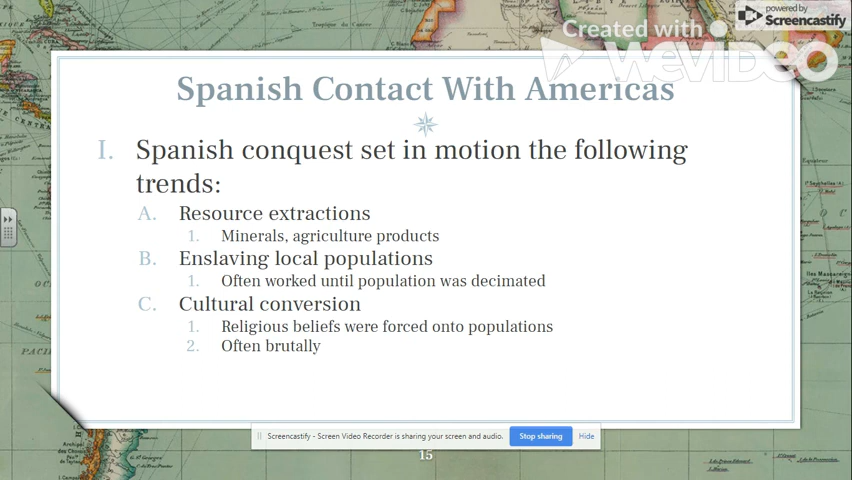 powered by
Screencastify
Created with
WeVideo
Tropique du Cancer
Spanish Contact With Americas
I. Spanish conquest set in motion the following
trends:
A. Resource extractions
1. Minerals, agriculture products
B. Enslaving local populations
1. Often worked until population was decimated
C. Cultural conversion
1. Religious beliefs were forced onto populations
2. Often brutally
Screencastify - Screen Video Recorder is sharing your screen and audio.
Stop sharing
Hide
15